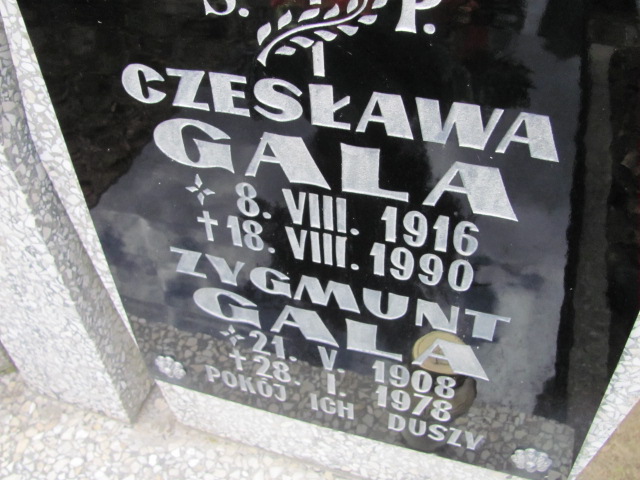 Ś. P.
CZESŁAWA
GALA
8. VIII. 1916
† 18. VIII. 1990
ZYGMUNT
GALA
21. V. 1908
† 28. I. 1978
POKÓJ ICH DUSZY